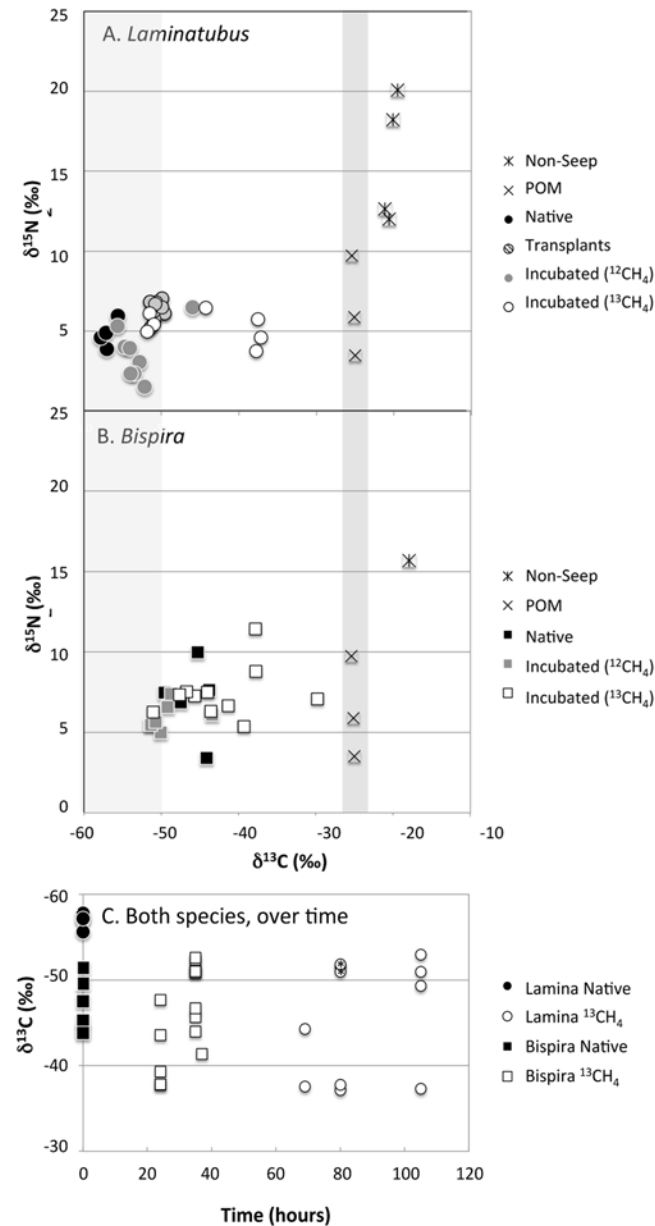 A. Laminatubus
25
20
15
10
5
δ15N (‰)
Non-Seep
POM
Native
Transplants
Incubated (12CH4)
Incubated (13CH4)
B. Bispira
25
20
15
10
5
0
δ15N (‰)
-60 -50 -40 -30 -20 -10
δ13C (‰)
Non-Seep
POM
Native
Incubated (12CH4)
Incubated (13CH4)
C. Both species, over time
-60
-50
-40
-30
δ13C (‰)
0 20 40 60 80 100
Time (hours)
Lamina Native
Lamina 13CH4
Bispira Native
Bispira 13CH4